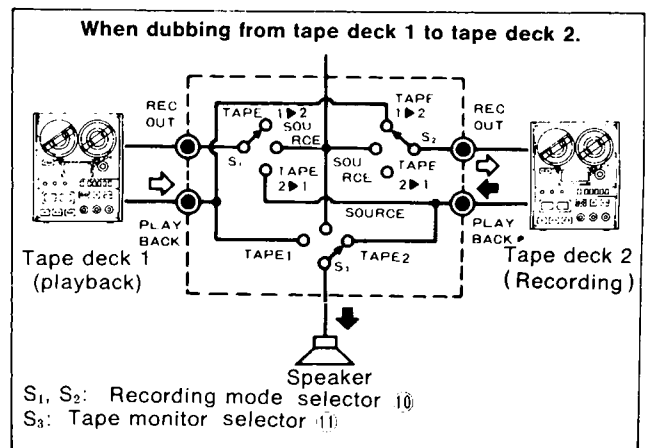 When dubbing from tape deck 1 to tape deck 2.
REC
OUT
TAPE
1▶2
SOU
RCE
S₁
TAPE
2▶1
TAPE
1▶2
S₂
SOU
RCE
TAPE
2▶1
REC
OUT
PLAY
BACK
SOURCE
PLAY
BACK
TAPE1
S₃
TAPE2
Tape deck 1
(playback)
Tape deck 2
(Recording)
Speaker
S₁, S₂: Recording mode selector ⑩
S₃: Tape monitor selector ⑪